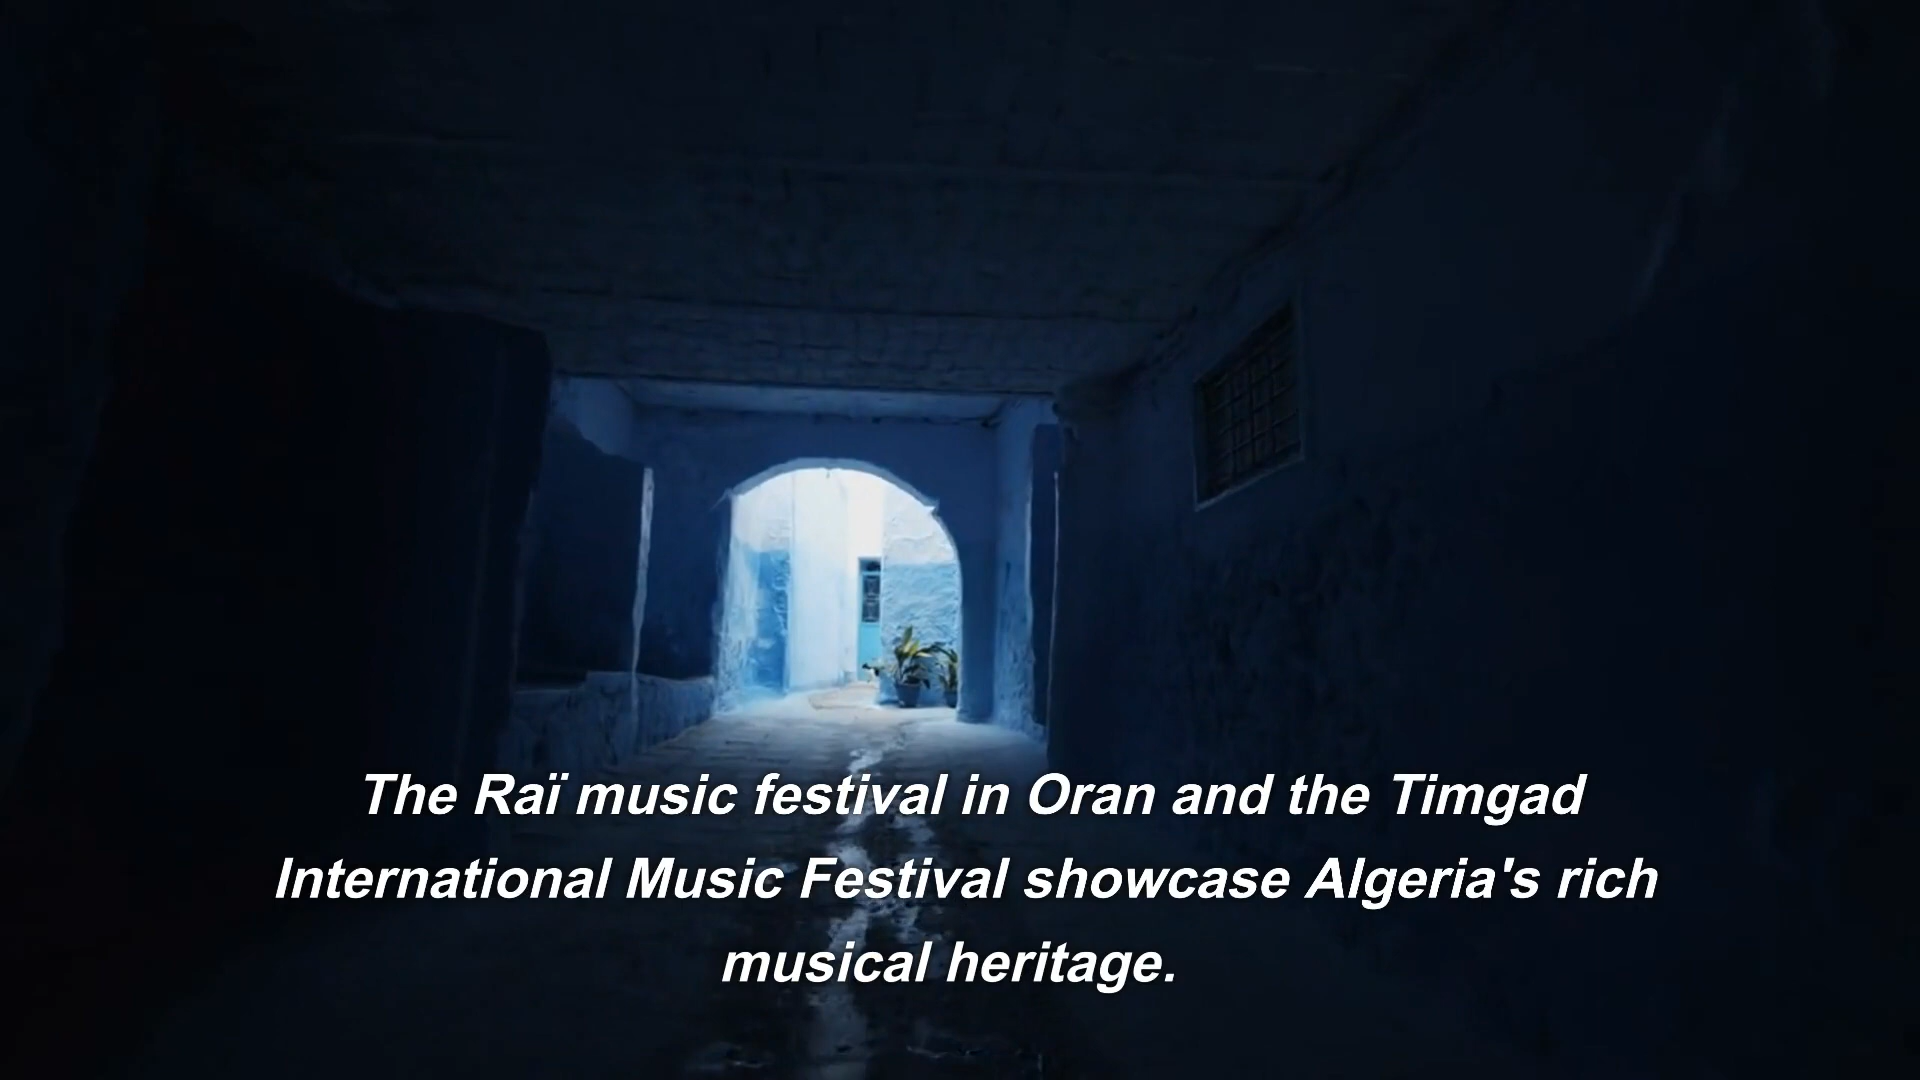 The Raï music festival in Oran and the Timgad
International Music Festival showcase Algeria's rich
musical heritage.